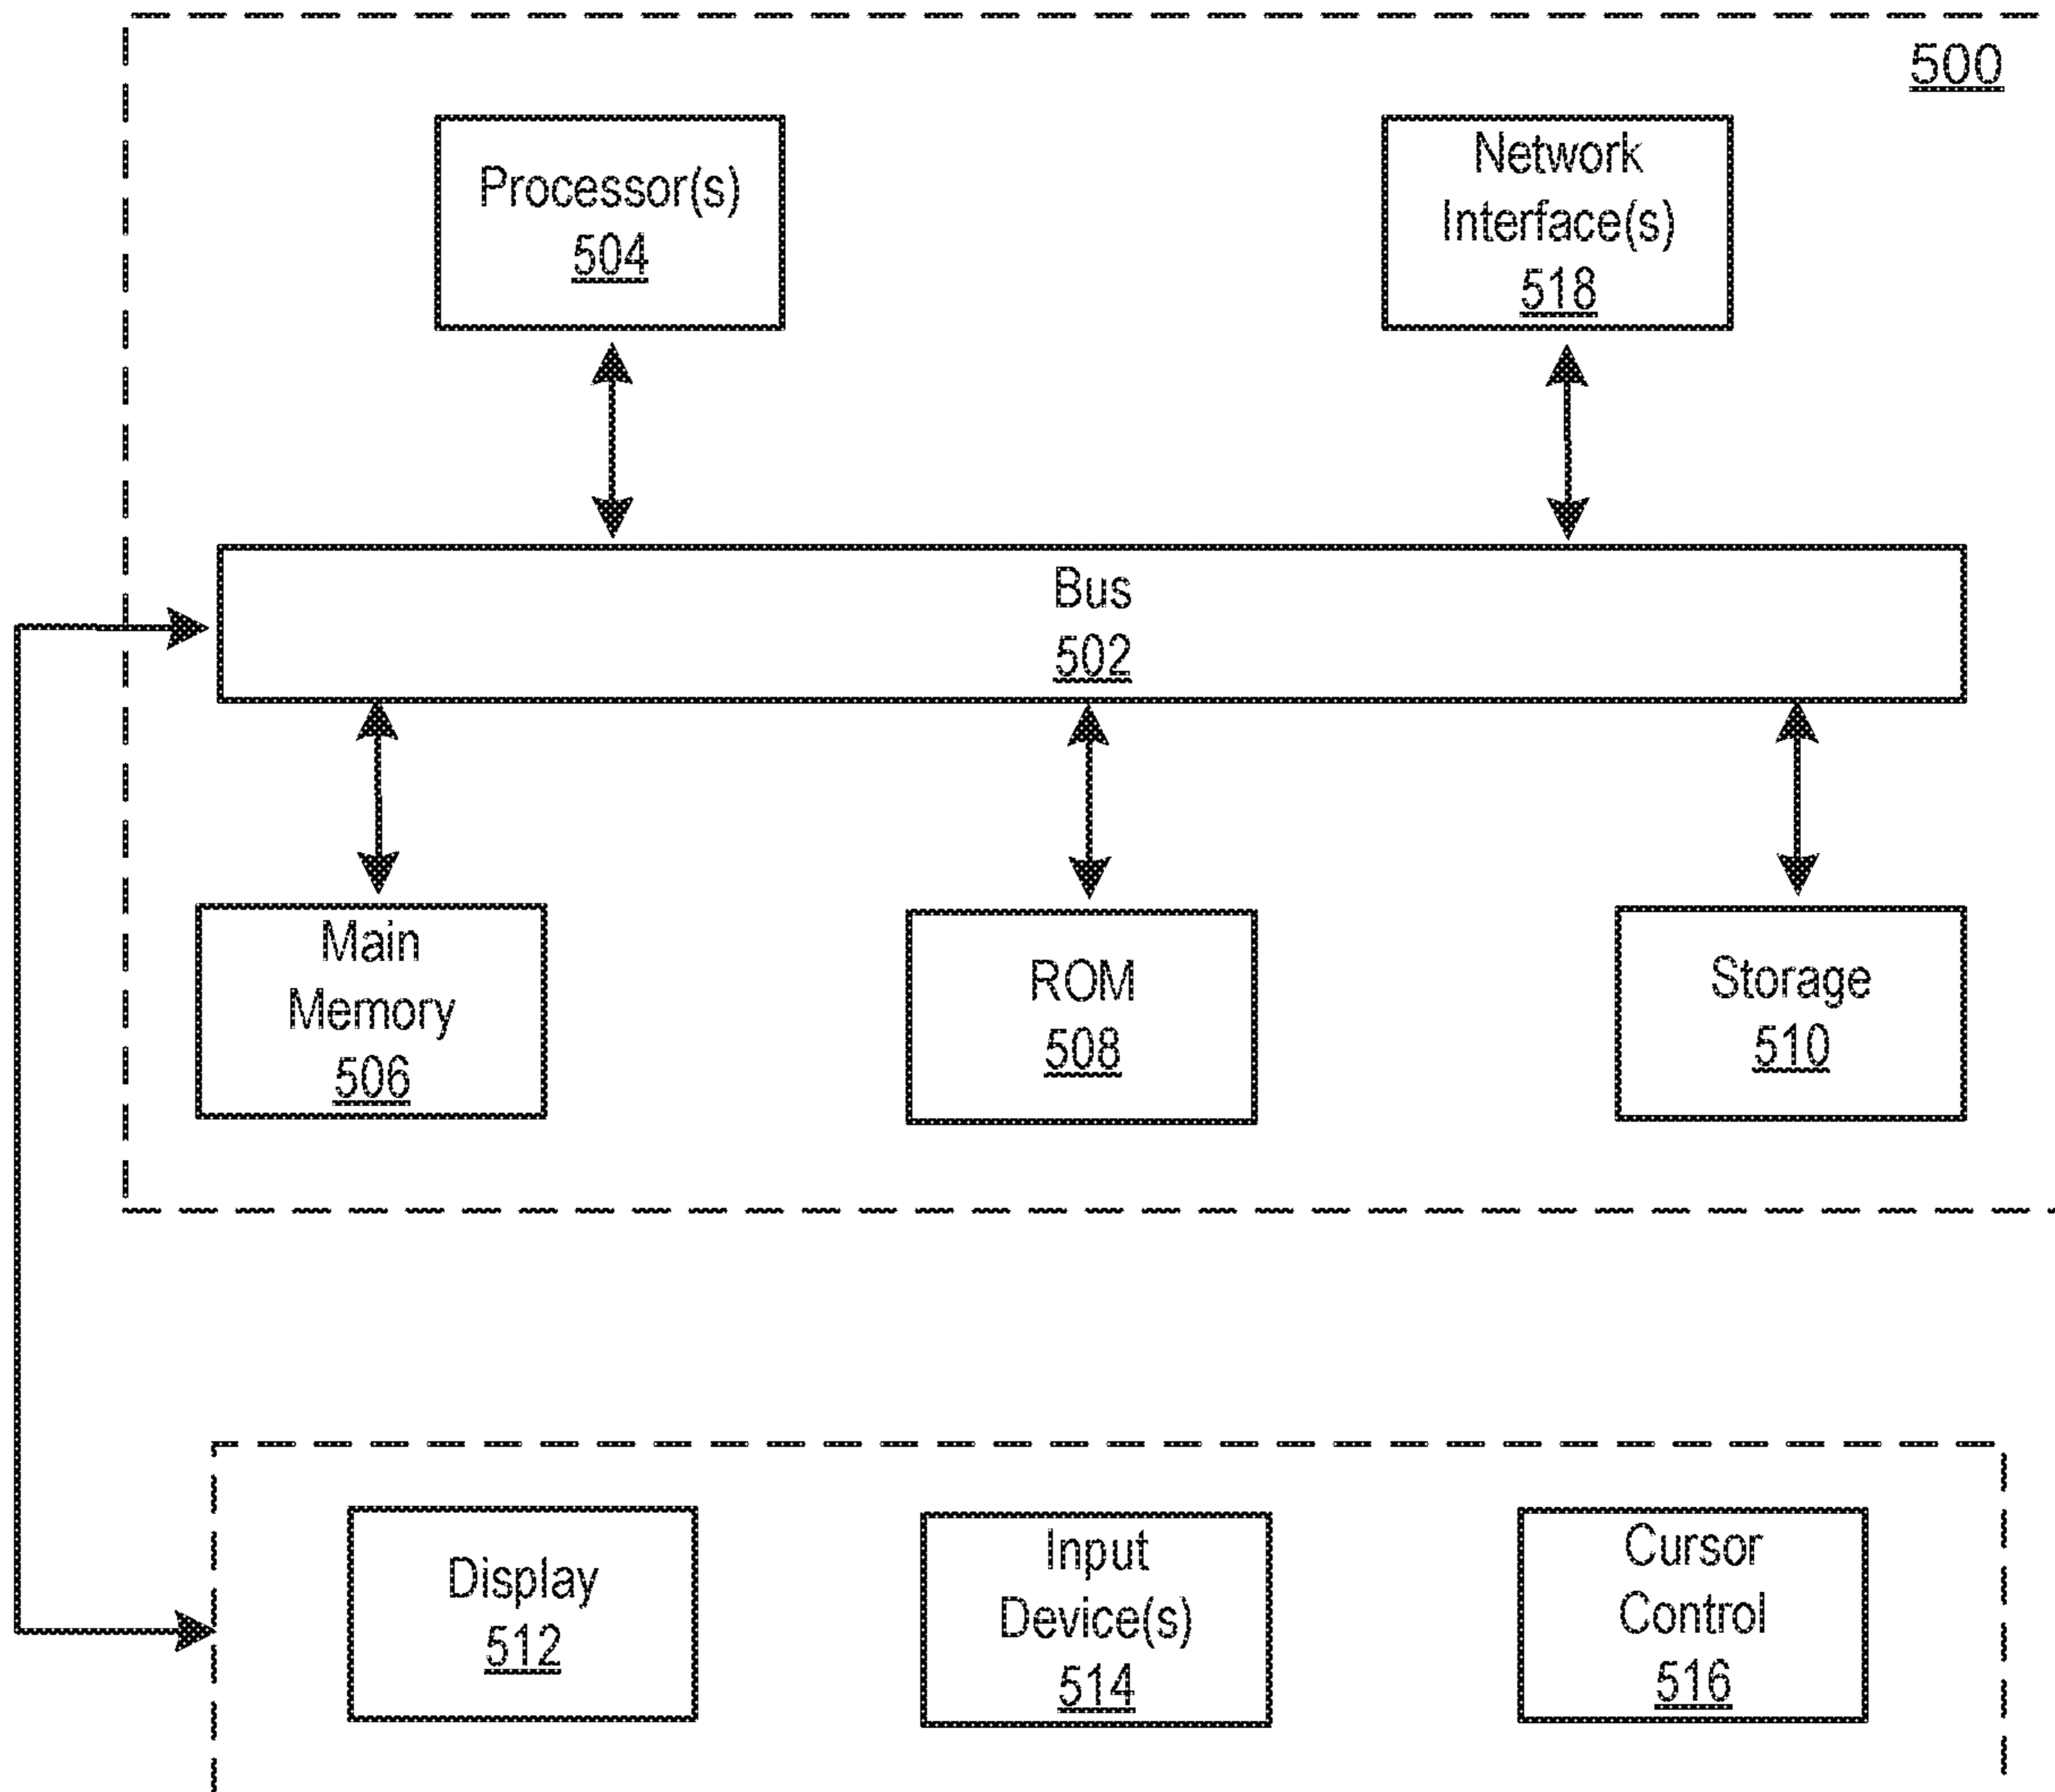 500
Processor(s)
504
Network
Interface(s)
518
Bus
502
Main
Memory
506
ROM
508
Storage
510
Display
512
Input
Device(s)
514
Cursor
Control
516